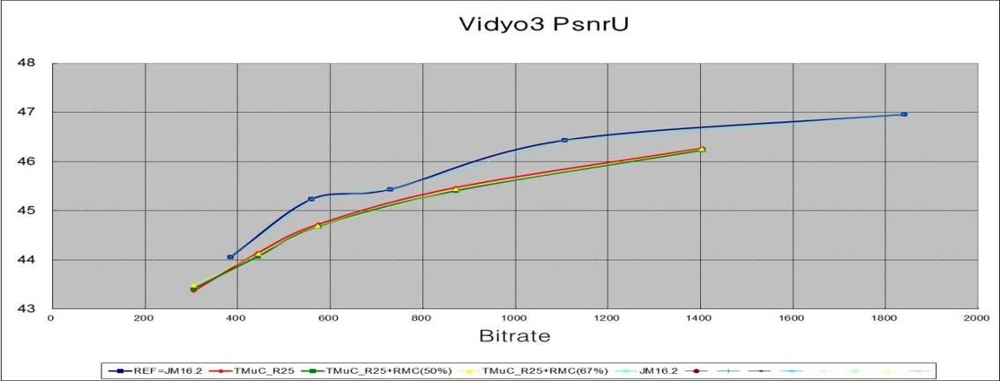 Vidyo3 PsnrU
48
47
46
45
44
43
0 200 400 600 800 1000 1200 1400 1600 1800 2000
Bitrate
REF=JM16.2 TMuC_R25 TMuC_R25+RMC(50%) TMuC_R25+RMC(67%) JM16.2